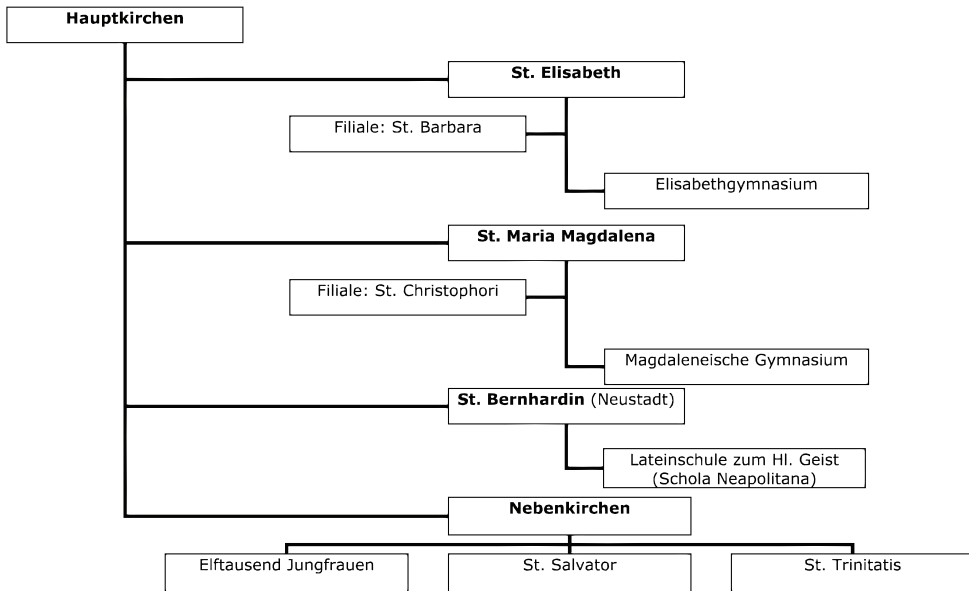 Hauptkirchen
St. Elisabeth
Filiale: St. Barbara
Elisabethgymnasium
St. Maria Magdalena
Filiale: St. Christophori
Magdaleneische Gymnasium
St. Bernhardin (Neustadt)
Lateinschule zum Hl. Geist
(Schola Neapolitana)
Nebenkirchen
Elftausend Jungfrauen
St. Salvator
St. Trinitatis